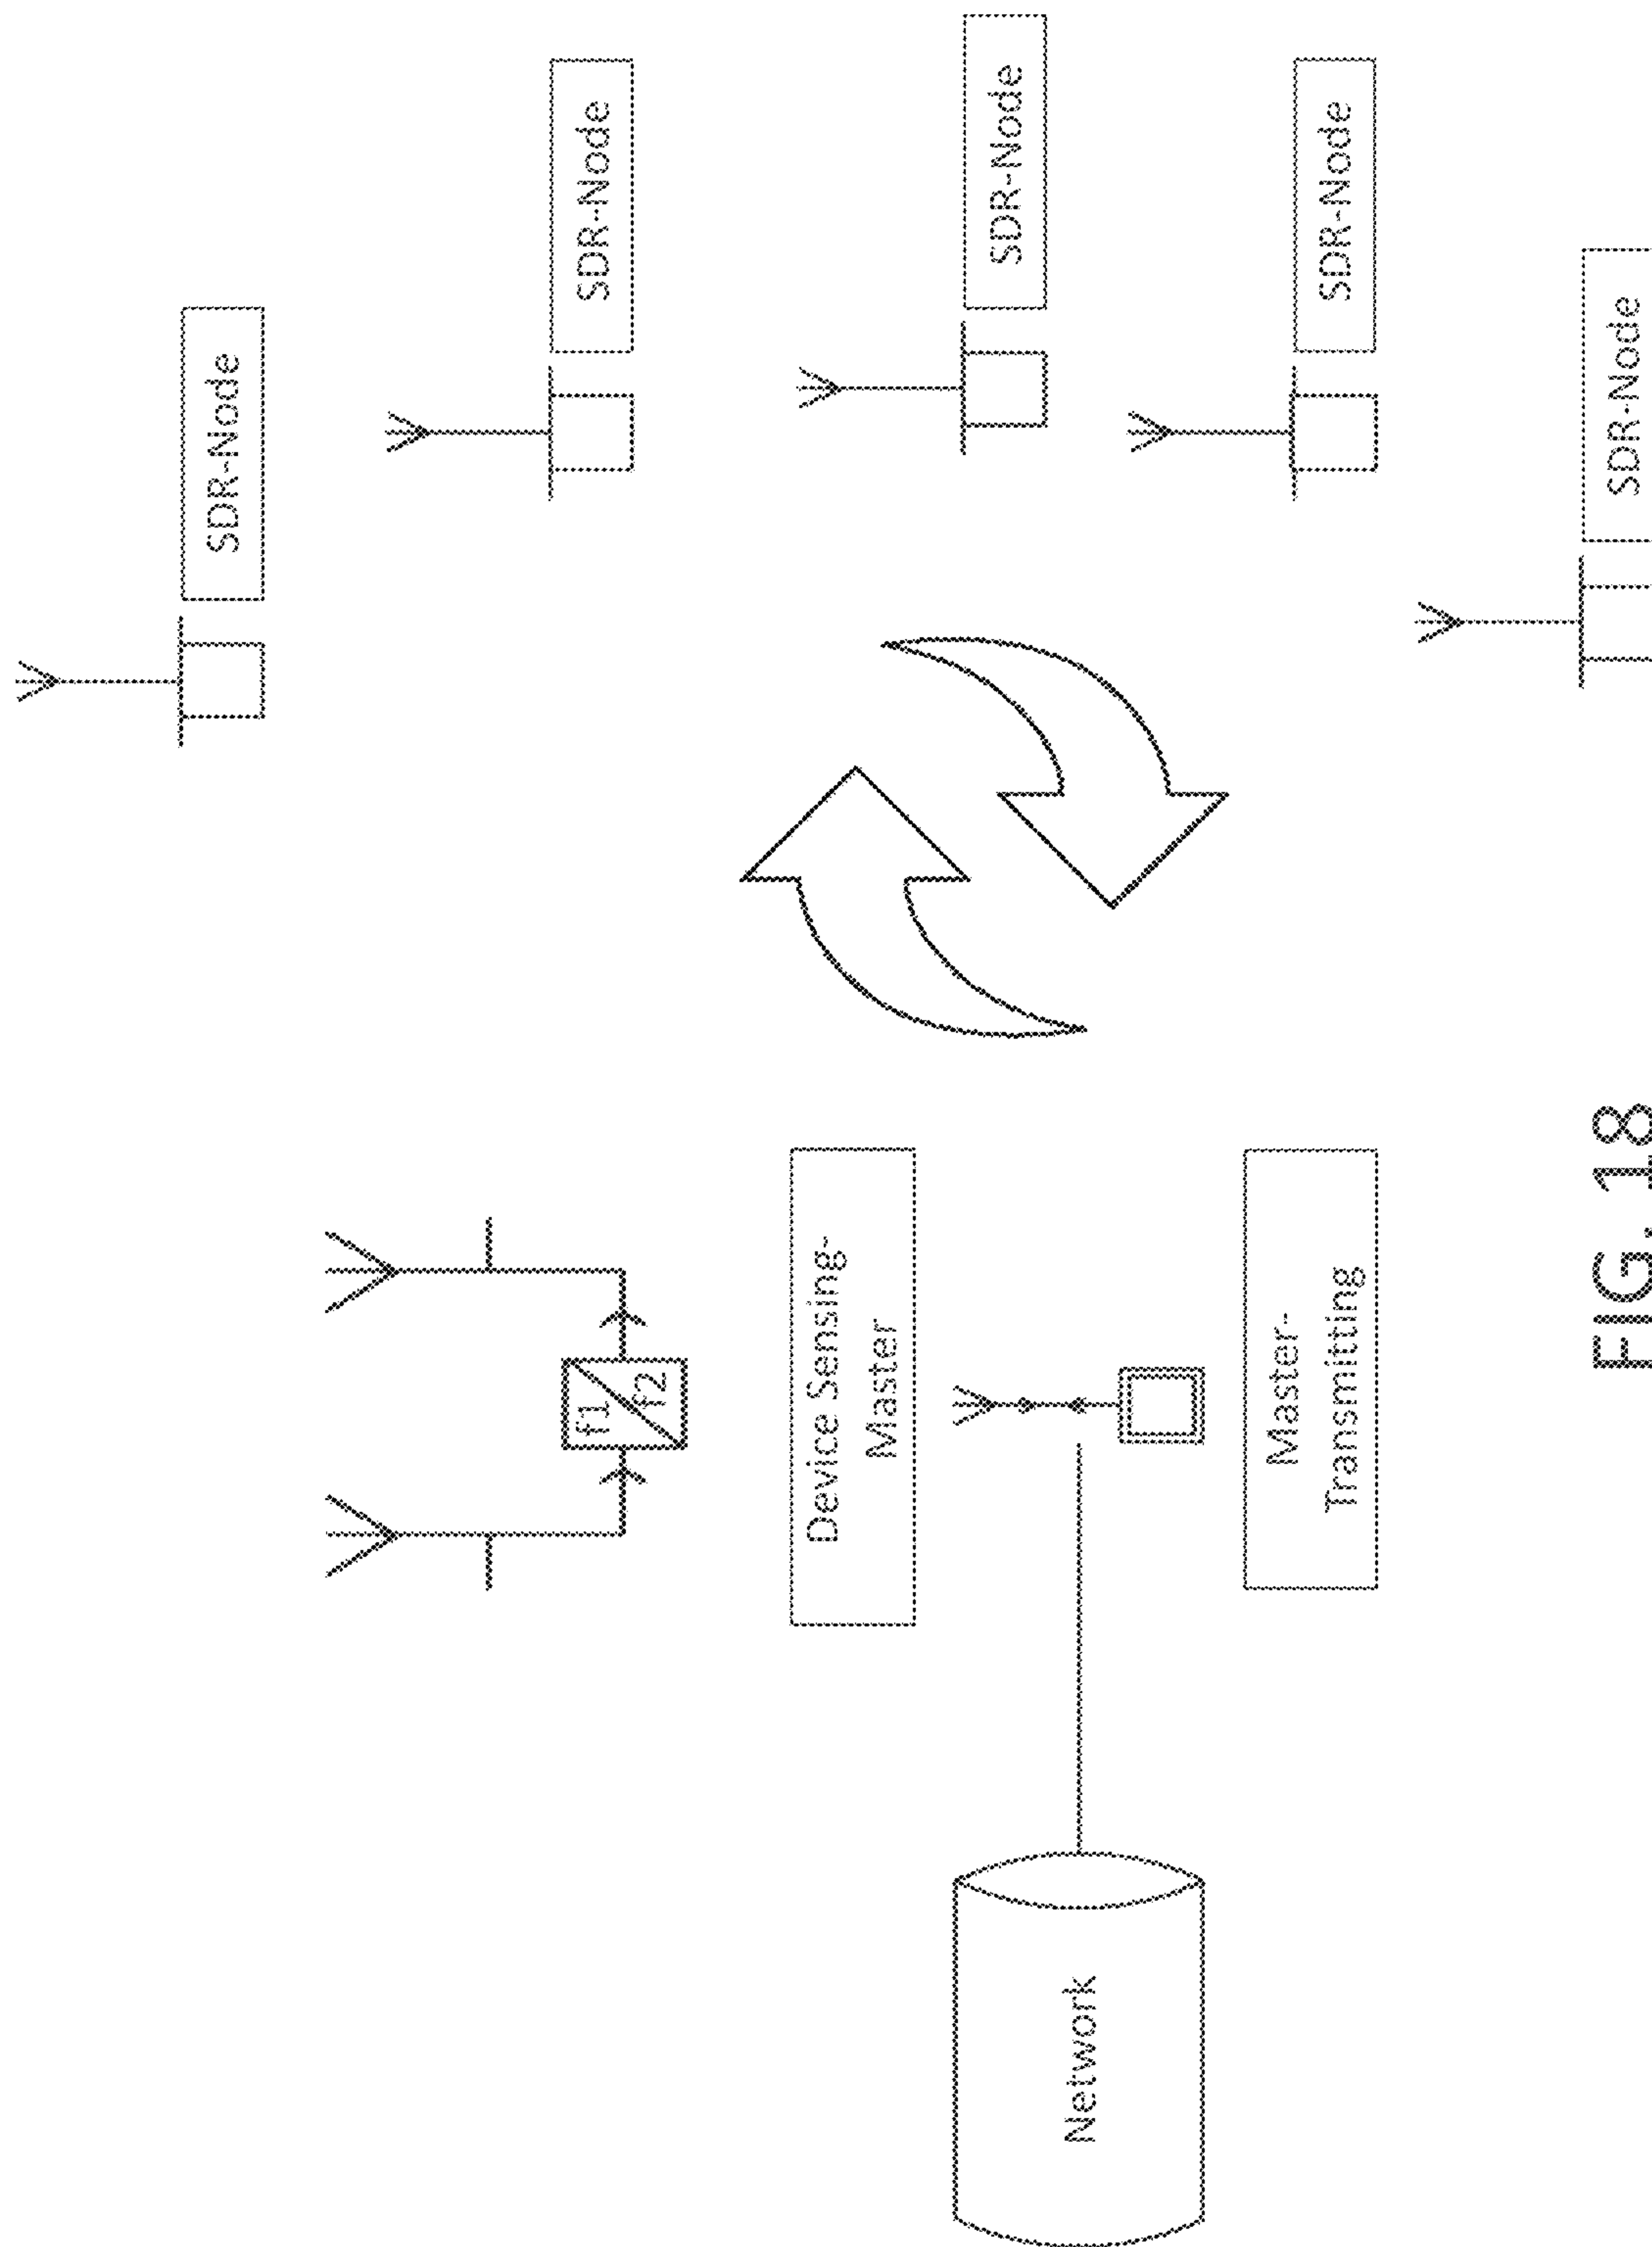 Network
f1
f2
Device Sensing-
Master
Master-
Transmitting
SDR-Node
SDR-Node
SDR-Node
SDR-Node
SDR-Node
FIG. 18